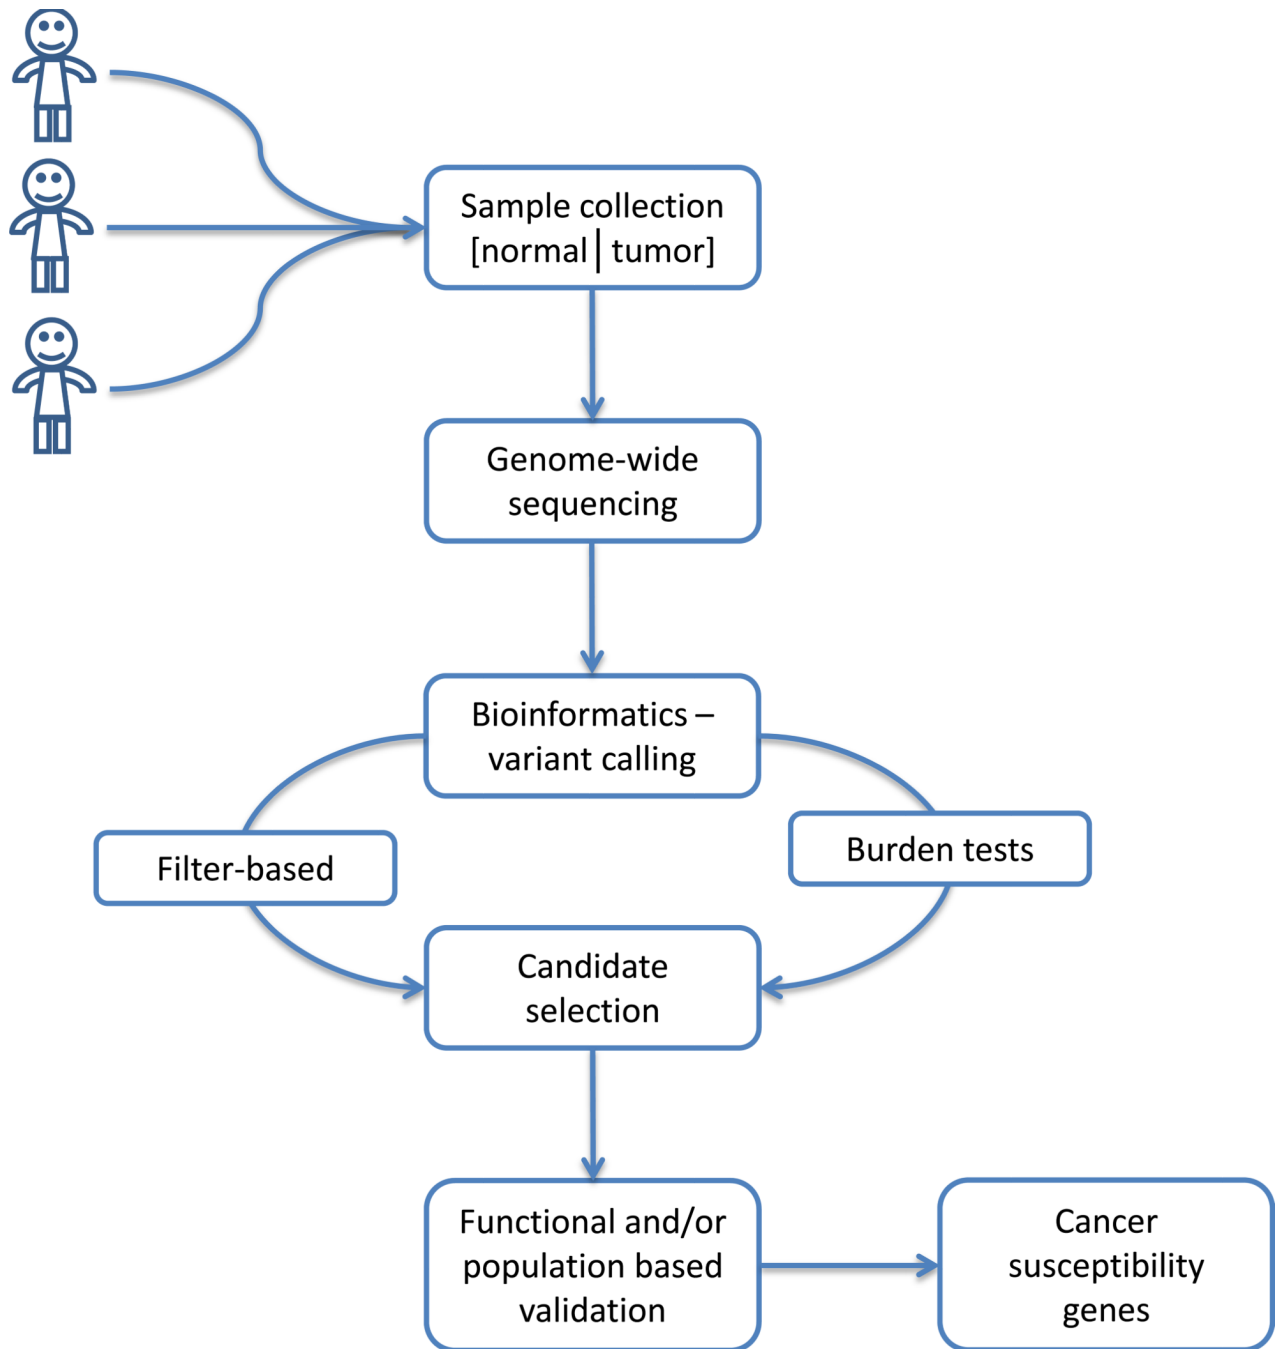 Sample collection
[normal|tumor]
Genome-wide
sequencing
Bioinformatics –
variant calling
Filter-based
Burden tests
Candidate
selection
Functional and/or
population based
validation
Cancer
susceptibility
genes